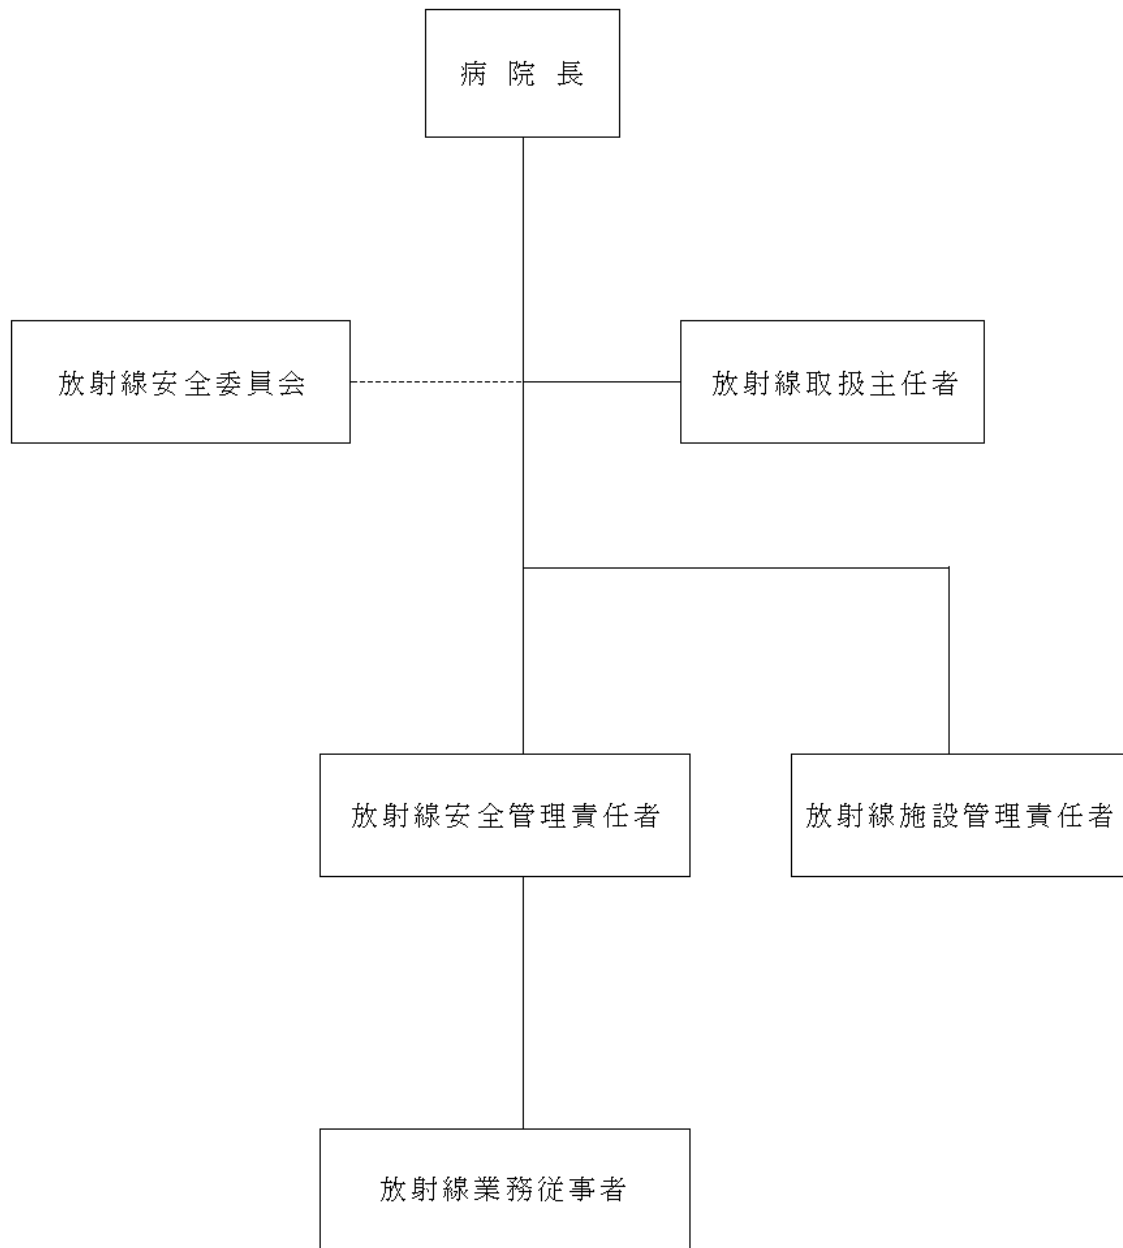 病院長
放射線安全委員会
放射線取扱主任者
放射線安全管理責任者
放射線施設管理責任者
放射線業務従事者